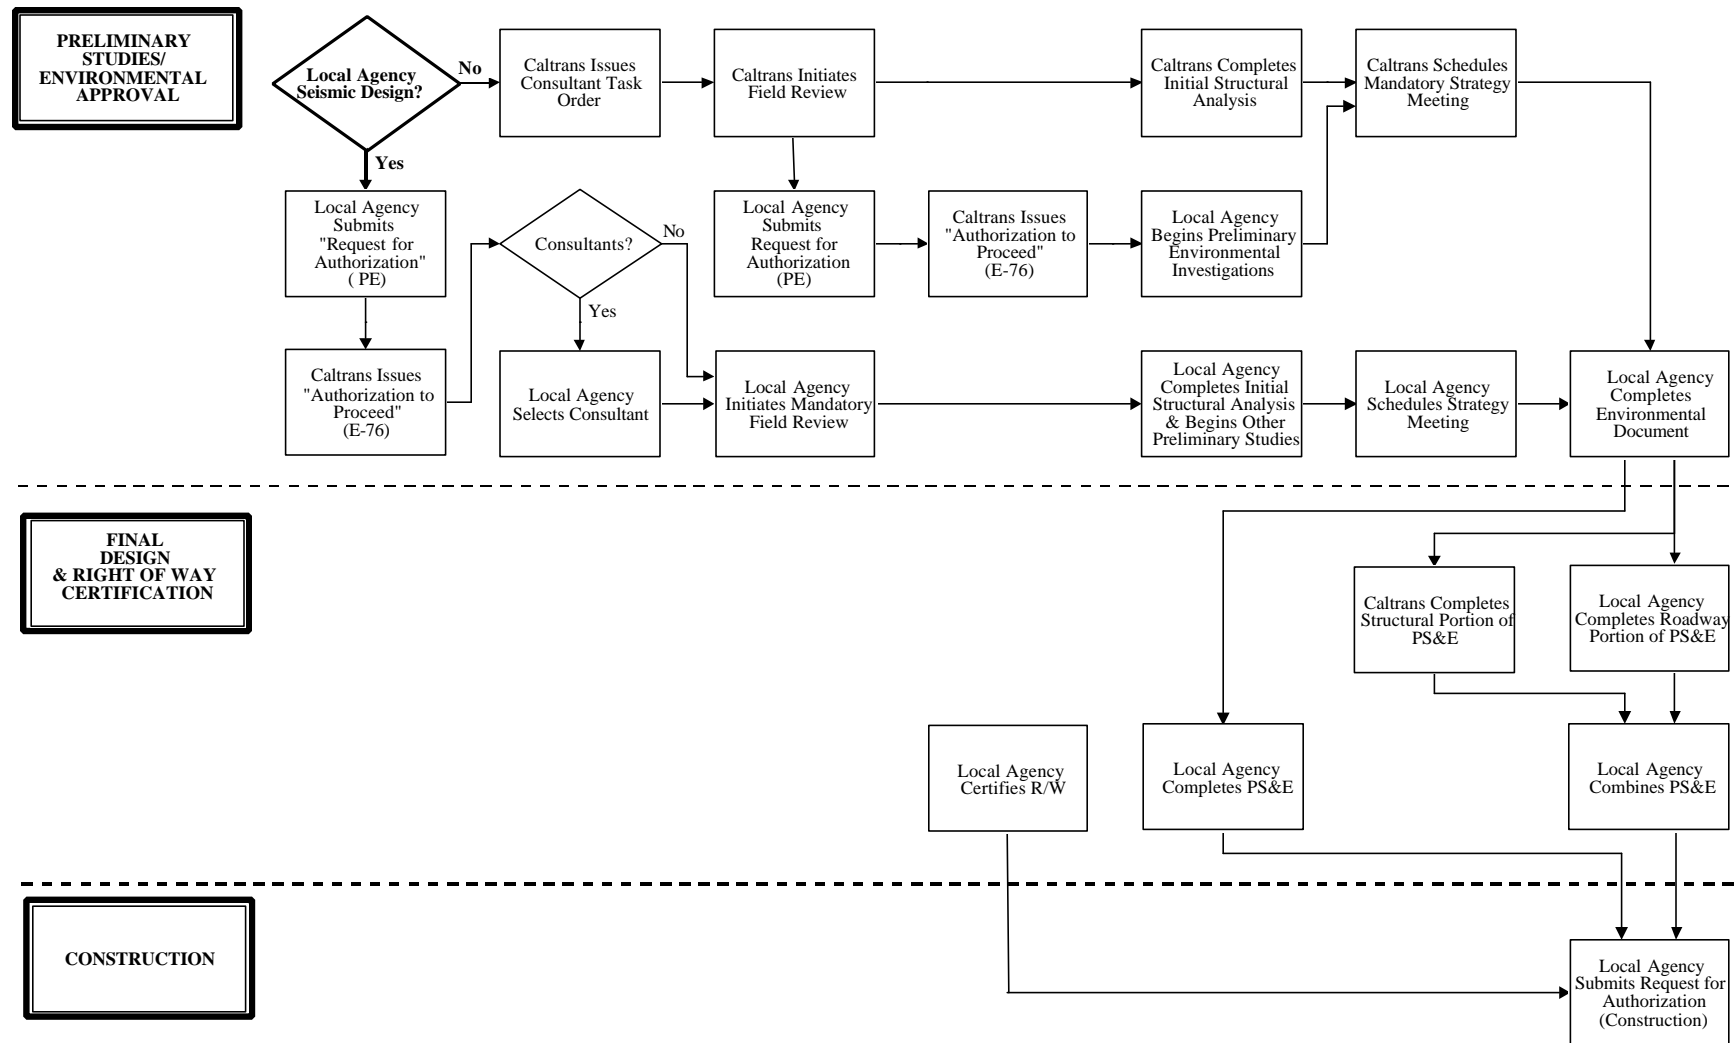 PRELIMINARY
STUDIES/
ENVIRONMENTAL
APPROVAL
Local Agency
Seismic Design?
No
Yes
Caltrans Issues
Consultant Task
Order
Caltrans Initiates
Field Review
Caltrans Completes
Initial Structural
Analysis
Caltrans Schedules
Mandatory Strategy
Meeting
Local Agency
Submits
"Request for
Authorization"
( PE)
Consultants?
No
Yes
Local Agency
Submits
Request for
Authorization
(PE)
Caltrans Issues
"Authorization to
Proceed"
(E-76)
Local Agency
Begins Preliminary
Environmental
Investigations
Caltrans Issues
"Authorization to
Proceed"
(E-76)
Local Agency
Selects Consultant
Local Agency
Initiates Mandatory
Field Review
Local Agency
Completes Initial
Structural Analysis
& Begins Other
Preliminary Studies
Local Agency
Schedules Strategy
Meeting
Local Agency
Completes
Environmental
Document
FINAL
DESIGN
& RIGHT OF WAY
CERTIFICATION
Caltrans Completes
Structural Portion of
PS&E
Local Agency
Completes Roadway
Portion of PS&E
Local Agency
Certifies R/W
Local Agency
Completes PS&E
Local Agency
Combines PS&E
CONSTRUCTION
Local Agency
Submits Request for
Authorization
(Construction)